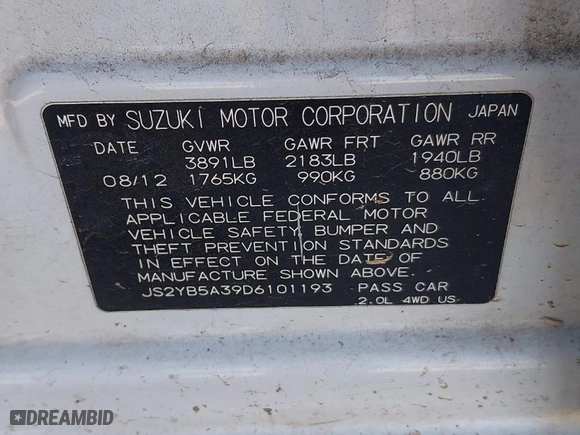 MFD BY SUZUKI MOTOR CORPORATION JAPAN
DATE GVWR GAWR FRT GAWR RR
3891LB 2183LB 1940LB
08/12 1765KG 990KG 880KG
THIS VEHICLE CONFORMS TO ALL
APPLICABLE FEDERAL MOTOR
VEHICLE SAFETY, BUMPER AND
THEFT PREVENTION STANDARDS
IN EFFECT ON THE DATE OF
MANUFACTURE SHOWN ABOVE.
JS2YB5A39D6101193 PASS CAR
2.0L 4WD US
DREAMBID